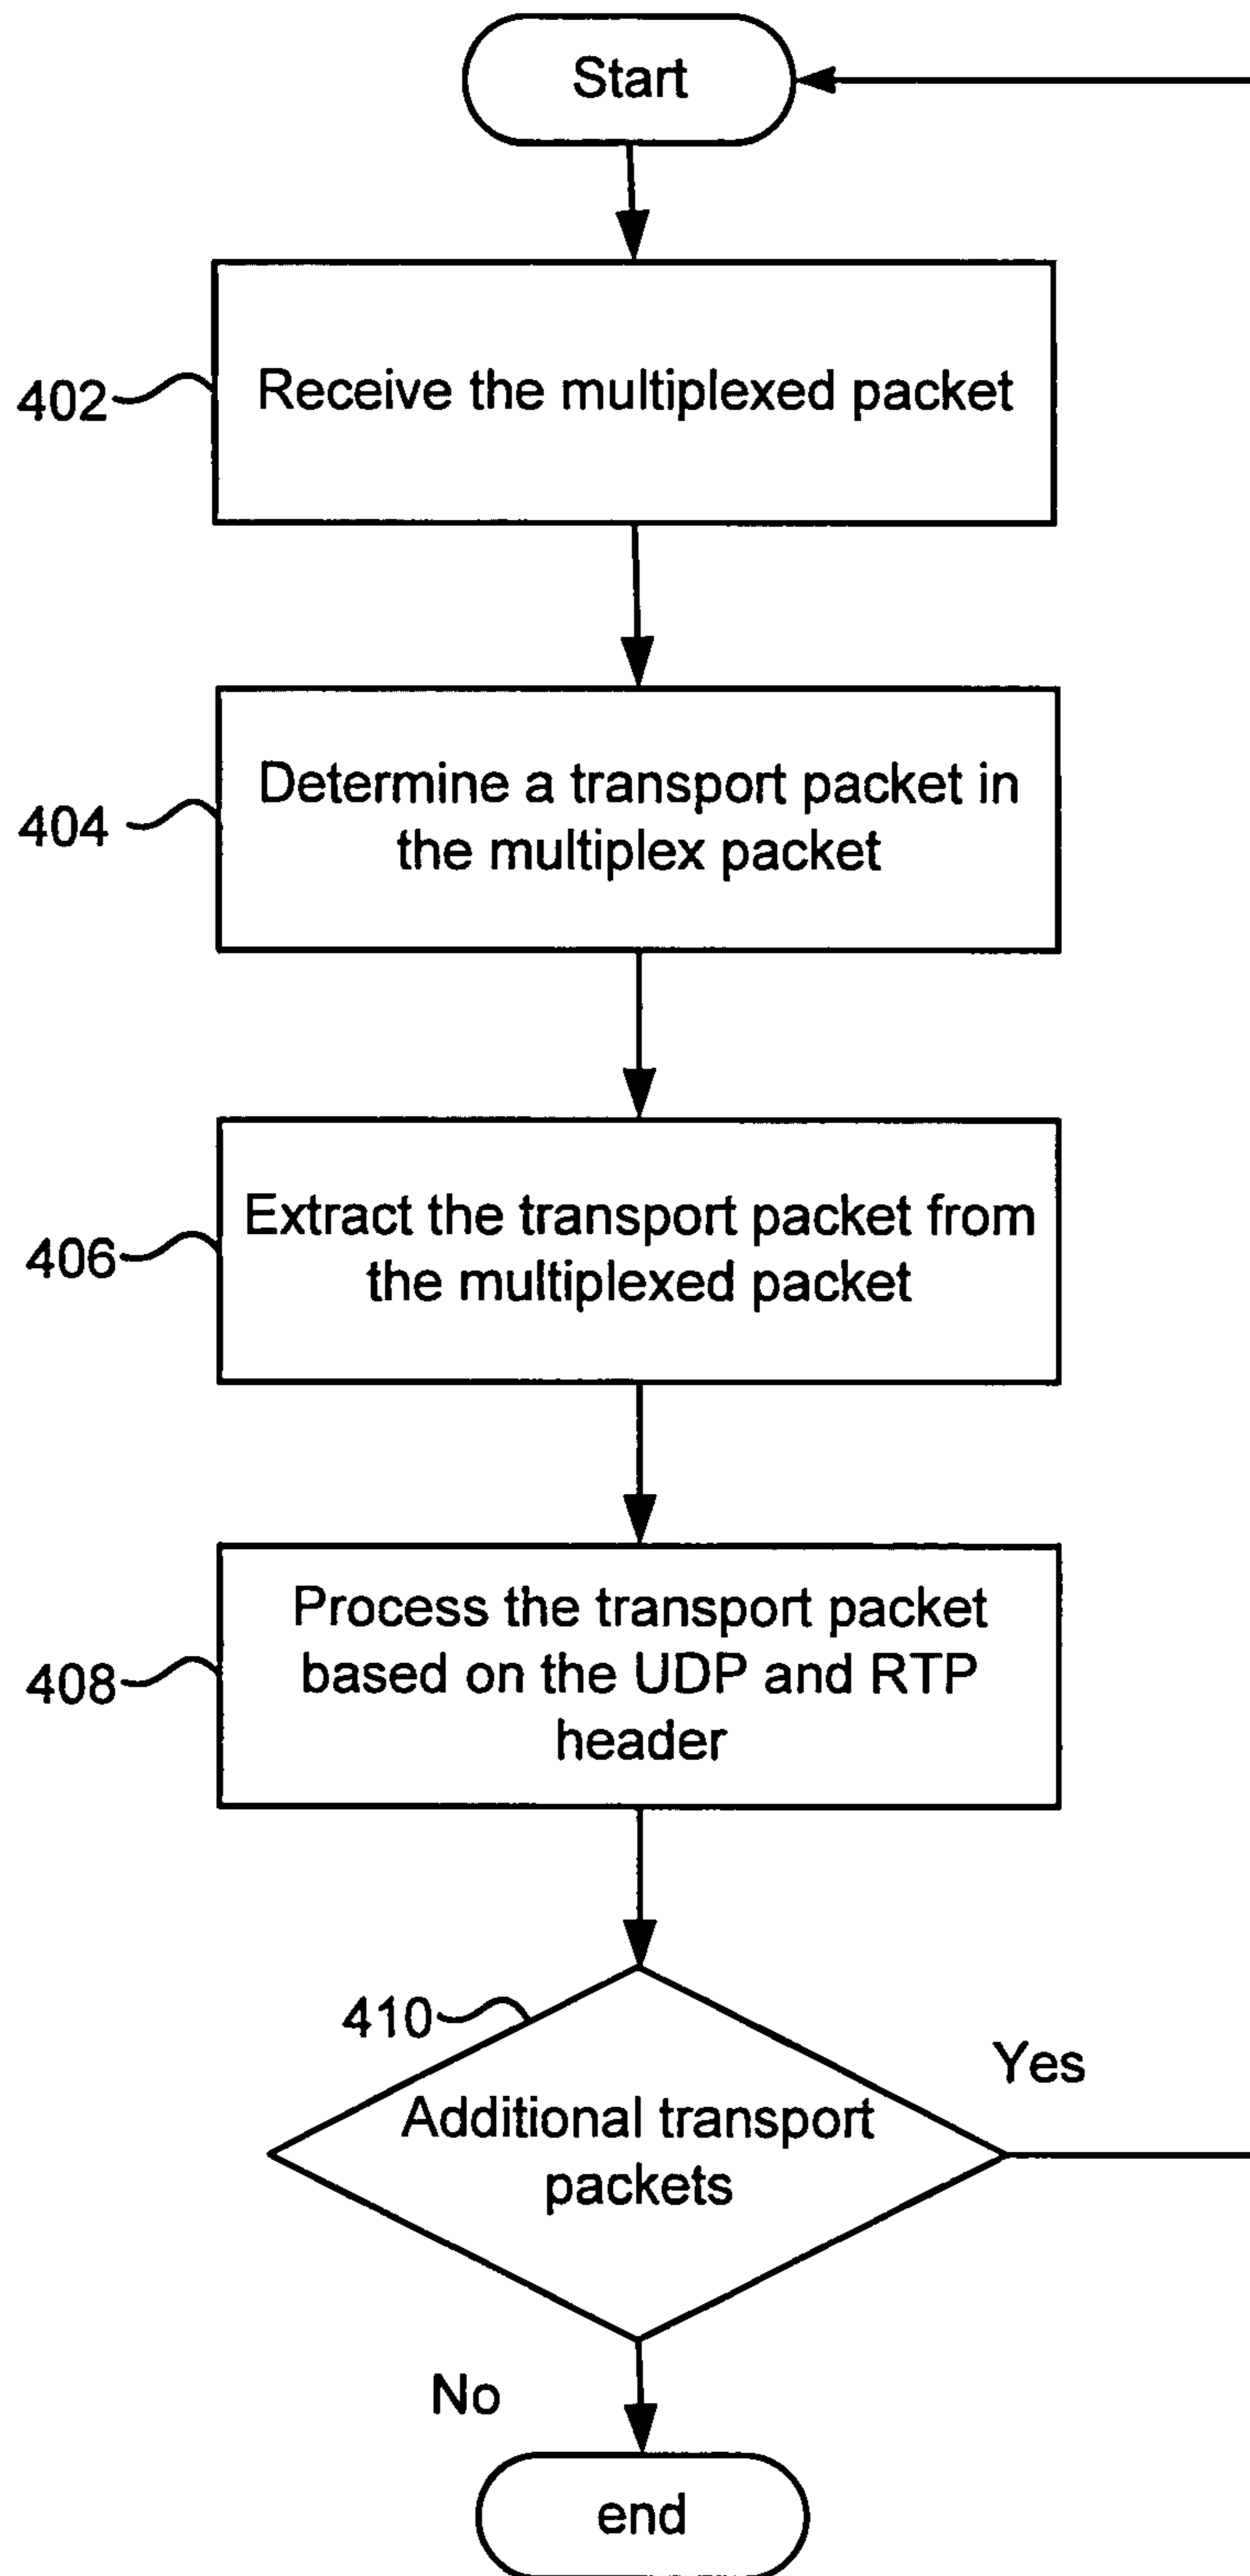 Start
402
Receive the multiplexed packet
404
Determine a transport packet in
the multiplex packet
406
Extract the transport packet from
the multiplexed packet
408
Process the transport packet
based on the UDP and RTP
header
410
Additional transport
packets
Yes
No
end